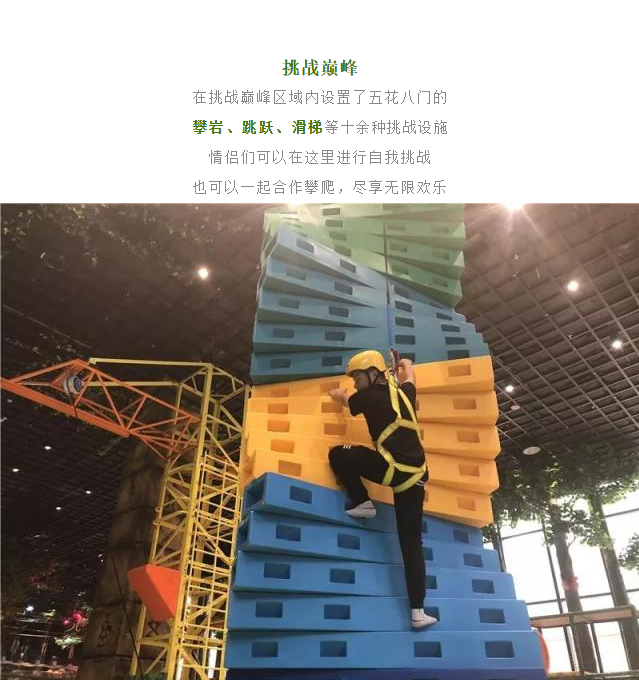 挑战巅峰
在挑战巅峰区域内设置了五花八门的
攀岩、跳跃、滑梯等十余种挑战设施
情侣们可以在这里进行自我挑战
也可以一起合作攀爬，尽享无限欢乐